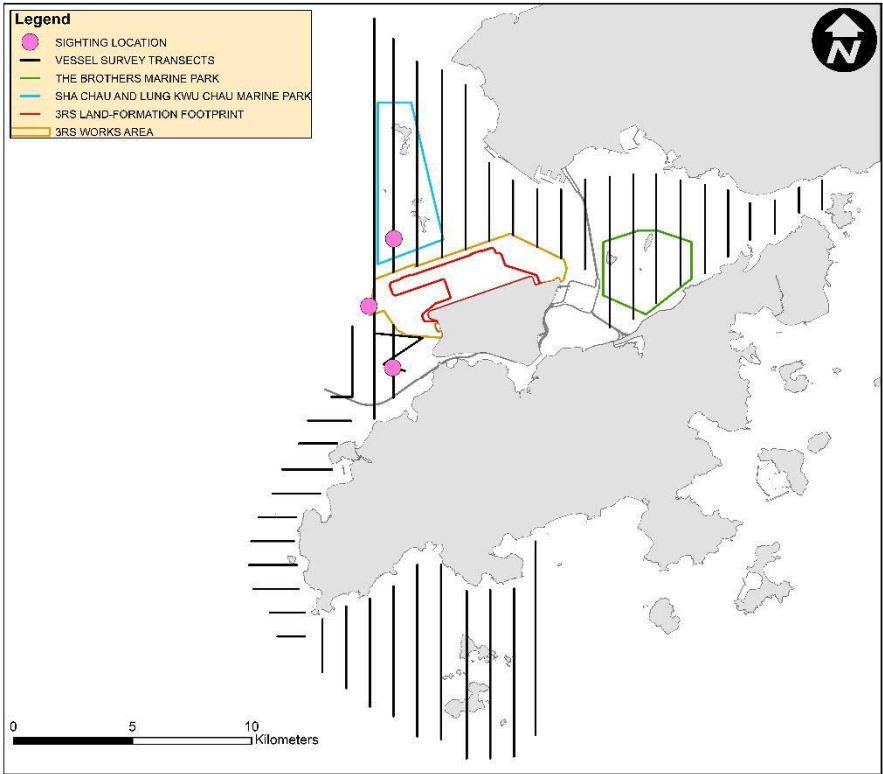 Legend
SIGHTING LOCATION
VESSEL SURVEY TRANSECTS
THE BROTHERS MARINE PARK
SHA CHAU AND LUNG KWU CHAU MARINE PARK
3RS LAND-FORMATION FOOTPRINT
3RS WORKS AREA
N
0 5 10
Kilometers